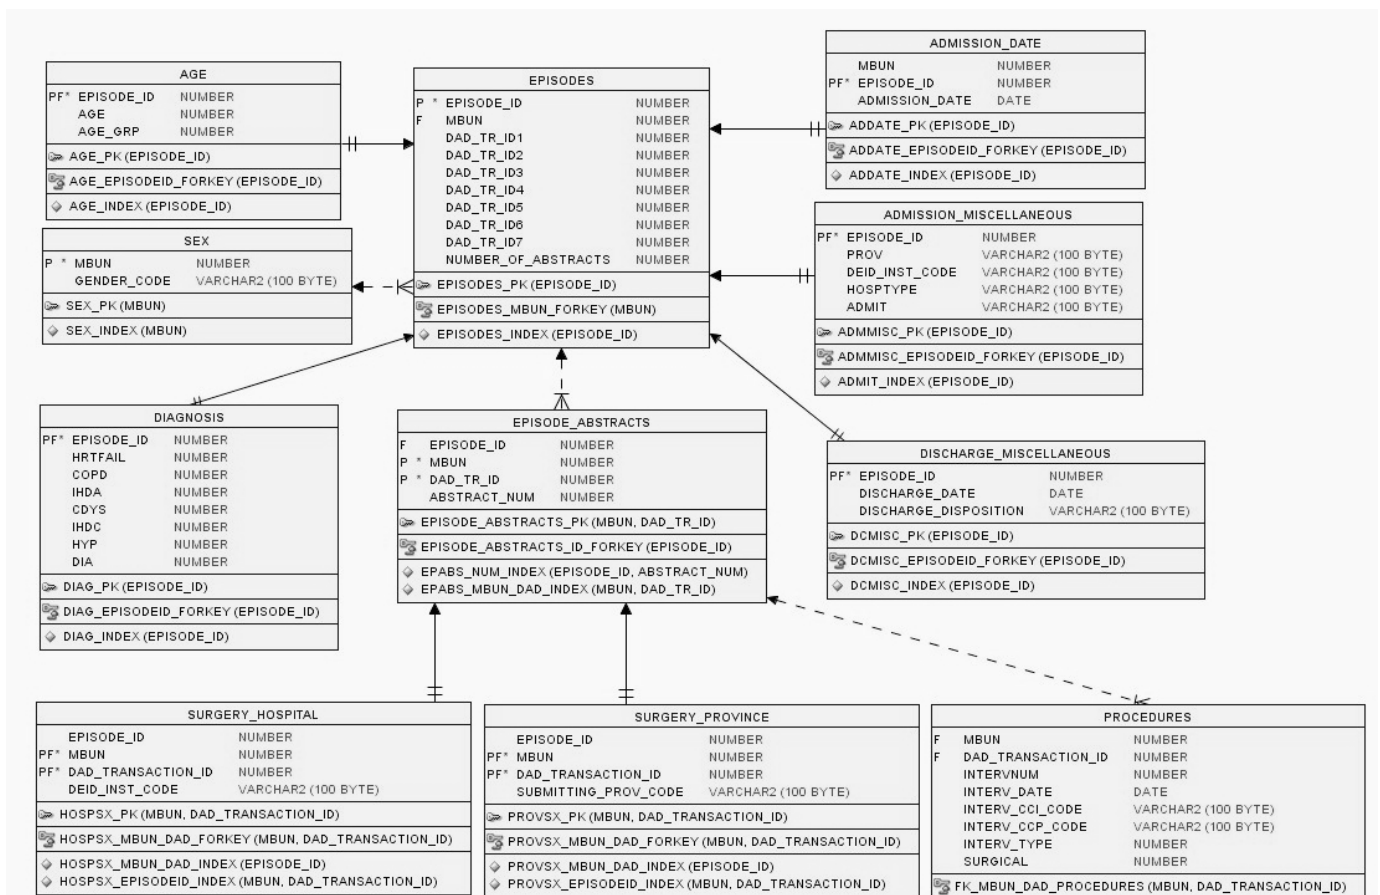 AGE
PF* EPISODE_ID NUMBER
AGE NUMBER
AGE_GRP NUMBER
AGE_PK (EPISODE_ID)
AGE_EPISODEID_FORKEY (EPISODE_ID)
AGE_INDEX (EPISODE_ID)
SEX
P * MBUN NUMBER
GENDER_CODE VARCHAR2 (100 BYTE)
SEX_PK (MBUN)
SEX_INDEX (MBUN)
EPISODES
P * EPISODE_ID NUMBER
F MBUN NUMBER
DAD_TR_ID1 NUMBER
DAD_TR_ID2 NUMBER
DAD_TR_ID3 NUMBER
DAD_TR_ID4 NUMBER
DAD_TR_ID5 NUMBER
DAD_TR_ID6 NUMBER
DAD_TR_ID7 NUMBER
NUMBER_OF_ABSTRACTS NUMBER
EPISODES_PK (EPISODE_ID)
EPISODES_MBUN_FORKEY (MBUN)
EPISODES_INDEX (EPISODE_ID)
ADMISSION_DATE
MBUN NUMBER
PF* EPISODE_ID NUMBER
ADMISSION_DATE DATE
ADDATE_PK (EPISODE_ID)
ADDATE_EPISODEID_FORKEY (EPISODE_ID)
ADDATE_INDEX (EPISODE_ID)
ADMISSION_MISCELLANEOUS
PF* EPISODE_ID NUMBER
PROV VARCHAR2 (100 BYTE)
DEID_INST_CODE VARCHAR2 (100 BYTE)
HOSPTYPE VARCHAR2 (100 BYTE)
ADMIT VARCHAR2 (100 BYTE)
ADMMISC_PK (EPISODE_ID)
ADMMISC_EPISODEID_FORKEY (EPISODE_ID)
ADMIT_INDEX (EPISODE_ID)
DIAGNOSIS
PF* EPISODE_ID NUMBER
HRTFAIL NUMBER
COPD NUMBER
IHDA NUMBER
CDYS NUMBER
IHDC NUMBER
HYP NUMBER
DIA NUMBER
DIAG_PK (EPISODE_ID)
DIAG_EPISODEID_FORKEY (EPISODE_ID)
DIAG_INDEX (EPISODE_ID)
EPISODE_ABSTRACTS
F EPISODE_ID NUMBER
P * MBUN NUMBER
P * DAD_TR_ID NUMBER
ABSTRACT_NUM NUMBER
EPISODE_ABSTRACTS_PK (MBUN, DAD_TR_ID)
EPISODE_ABSTRACTS_ID_FORKEY (EPISODE_ID)
EPABS_NUM_INDEX (EPISODE_ID, ABSTRACT_NUM)
EPABS_MBUN_DAD_INDEX (MBUN, DAD_TR_ID)
DISCHARGE_MISCELLANEOUS
PF* EPISODE_ID NUMBER
DISCHARGE_DATE DATE
DISCHARGE_DISPOSITION VARCHAR2 (100 BYTE)
DCMISC_PK (EPISODE_ID)
DCMISC_EPISODEID_FORKEY (EPISODE_ID)
DCMISC_INDEX (EPISODE_ID)
SURGERY_HOSPITAL
EPISODE_ID NUMBER
PF* MBUN NUMBER
PF* DAD_TRANSACTION_ID NUMBER
DEID_INST_CODE VARCHAR2 (100 BYTE)
HOSPSX_PK (MBUN, DAD_TRANSACTION_ID)
HOSPSX_MBUN_DAD_FORKEY (MBUN, DAD_TRANSACTION_ID)
HOSPSX_MBUN_DAD_INDEX (EPISODE_ID)
HOSPSX_EPISODEID_INDEX (MBUN, DAD_TRANSACTION_ID)
SURGERY_PROVINCE
EPISODE_ID NUMBER
PF* MBUN NUMBER
PF* DAD_TRANSACTION_ID NUMBER
SUBMITTING_PROV_CODE VARCHAR2 (100 BYTE)
PROVSX_PK (MBUN, DAD_TRANSACTION_ID)
PROVSX_MBUN_DAD_FORKEY (MBUN, DAD_TRANSACTION_ID)
PROVSX_MBUN_DAD_INDEX (EPISODE_ID)
PROVSX_EPISODEID_INDEX (MBUN, DAD_TRANSACTION_ID)
PROCEDURES
F MBUN NUMBER
F DAD_TRANSACTION_ID NUMBER
INTERVNUM NUMBER
INTERV_DATE DATE
INTERV_CCI_CODE VARCHAR2 (100 BYTE)
INTERV_CCP_CODE VARCHAR2 (100 BYTE)
INTERV_TYPE NUMBER
SURGICAL NUMBER
FK_MBUN_DAD_PROCEDURES (MBUN, DAD_TRANSACTION_ID)